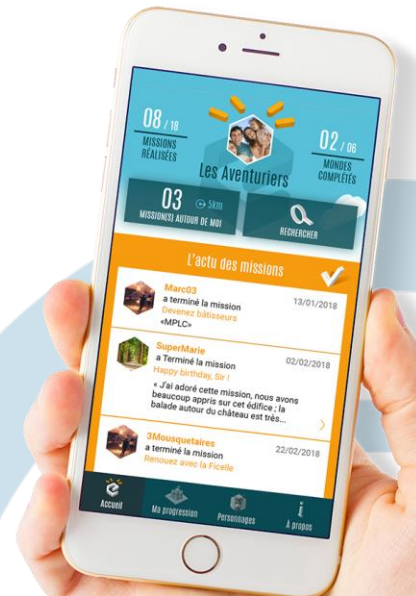 08 / 18
MISSIONS
RÉALISÉES
02 / 06
MONDES
COMPLÉTÉS
Les Aventuriers
03 5km
MISSION(S) AUTOUR DE MOI
RECHERCHER
L'actu des missions
Marc03
13/01/2018
a terminé la mission
Devenez bâtisseurs
«MPLC»
SuperMarie
02/02/2018
a Terminé la mission
Happy birthday, Sir !
« J'ai adoré cette mission, nous avons
beaucoup appris sur cet édifice ; la
balade autour du château est très...
3Mousquetaires
22/02/2018
a terminé la mission
Renouez avec la Ficelle
Accueil
Ma progression
Personnages
À propos